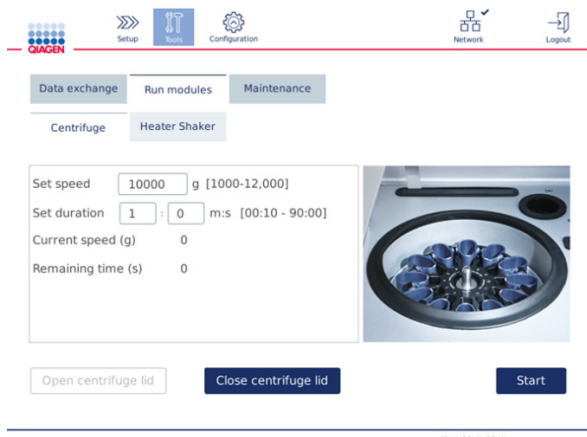 QIAGEN
Setup
Tools
Configuration
Network
Logout
Data exchange Run modules Maintenance
Centrifuge Heater Shaker
Set speed 10000 g [1000-12,000]
Set duration 1 : 0 m:s [00:10 - 90:00]
Current speed (g) 0
Remaining time (s) 0
Open centrifuge lid Close centrifuge lid Start